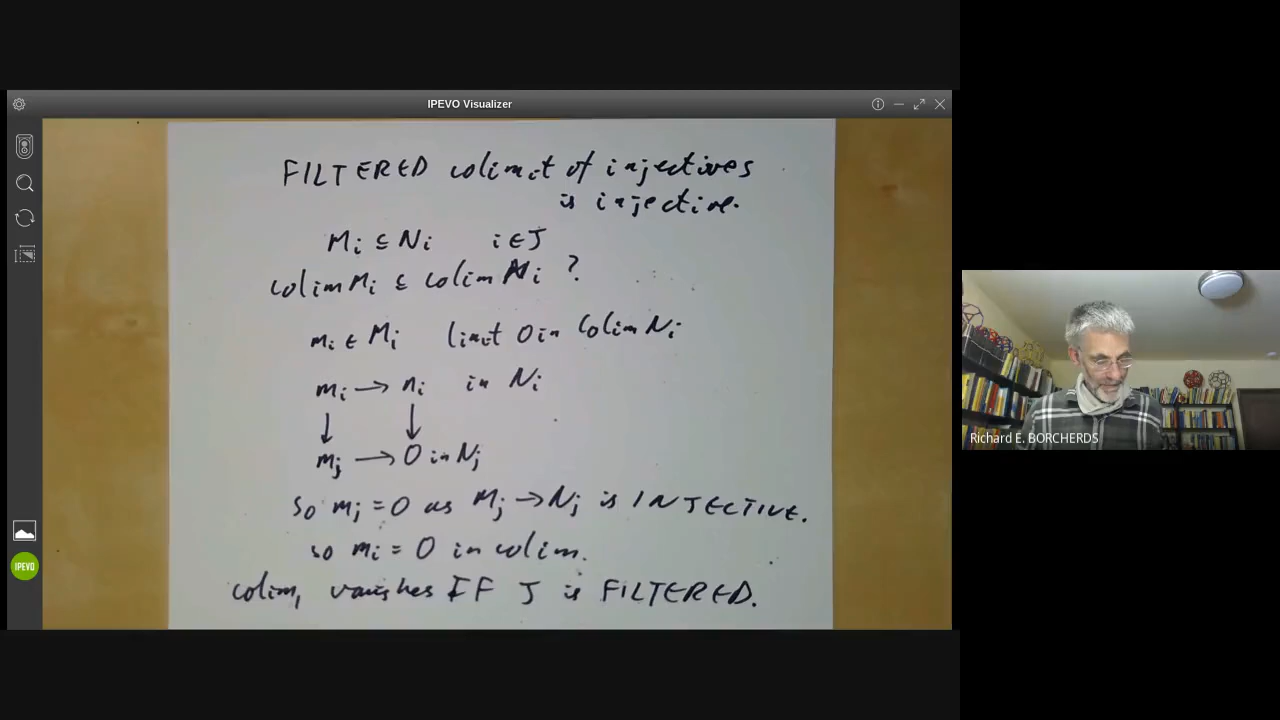 IPEVO Visualizer
FILTERED colimit of injectives
is injective.
Mi ⊆ Ni i ∈ J
colim Mi ⊆ colim Ni ?
mi ∈ Mi limit 0 in Colim Ni
mi → ni in Ni
↓ ↓
mj → 0 in Nj
so mj = 0 as Mj → Nj is INJECTIVE.
so mi = 0 in colim.
colim, vanishes IF J is FILTERED.
IPEVO
Richard E. BORCHERDS